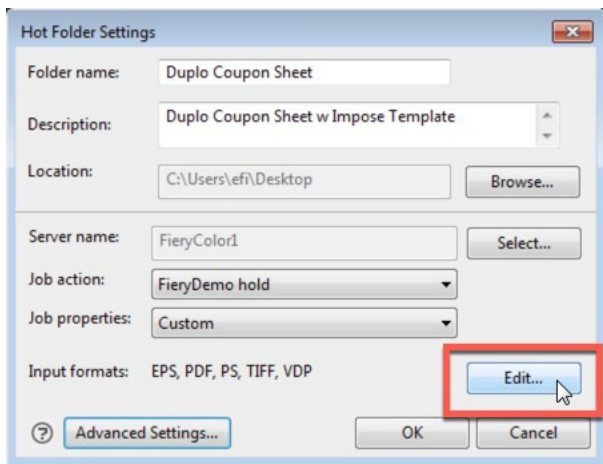 Hot Folder Settings
Folder name: Duplo Coupon Sheet
Description: Duplo Coupon Sheet w Impose Template
Location: C:\Users\efi\Desktop Browse...
Server name: FieryColor1 Select...
Job action: FieryDemo hold
Job properties: Custom
Input formats: EPS, PDF, PS, TIFF, VDP Edit...
? Advanced Settings... OK Cancel